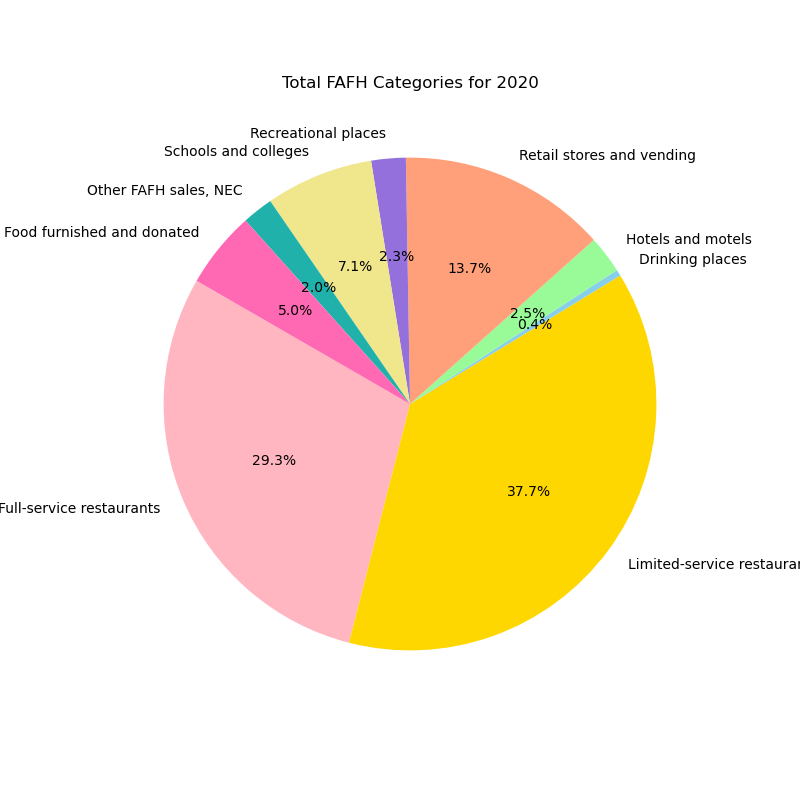 Total FAFH Categories for 2020
Recreational places
Schools and colleges
Retail stores and vending
Other FAFH sales, NEC
Food furnished and donated
Hotels and motels
Drinking places
2.3%
7.1%
13.7%
2.0%
5.0%
2.5%
0.4%
29.3%
37.7%
Full-service restaurants
Limited-service